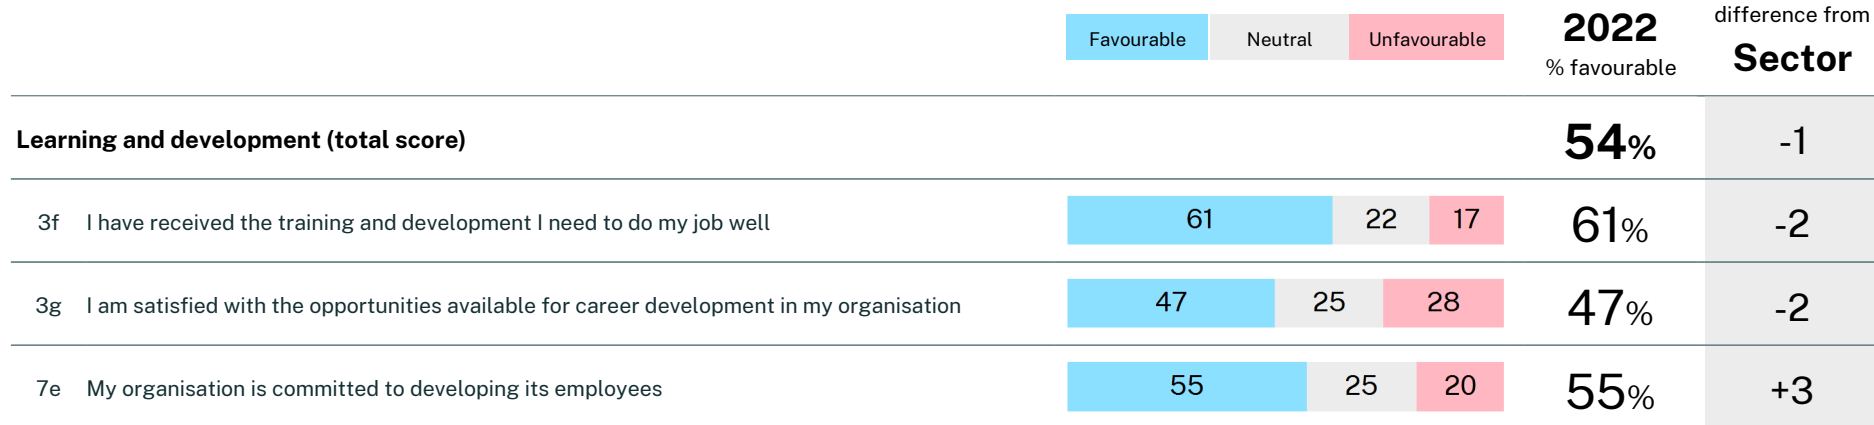 Favourable Neutral Unfavourable 2022 difference from
% favourable Sector
Learning and development (total score) 54% -1
3f I have received the training and development I need to do my job well 61 22 17 61% -2
3g I am satisfied with the opportunities available for career development in my organisation 47 25 28 47% -2
7e My organisation is committed to developing its employees 55 25 20 55% +3